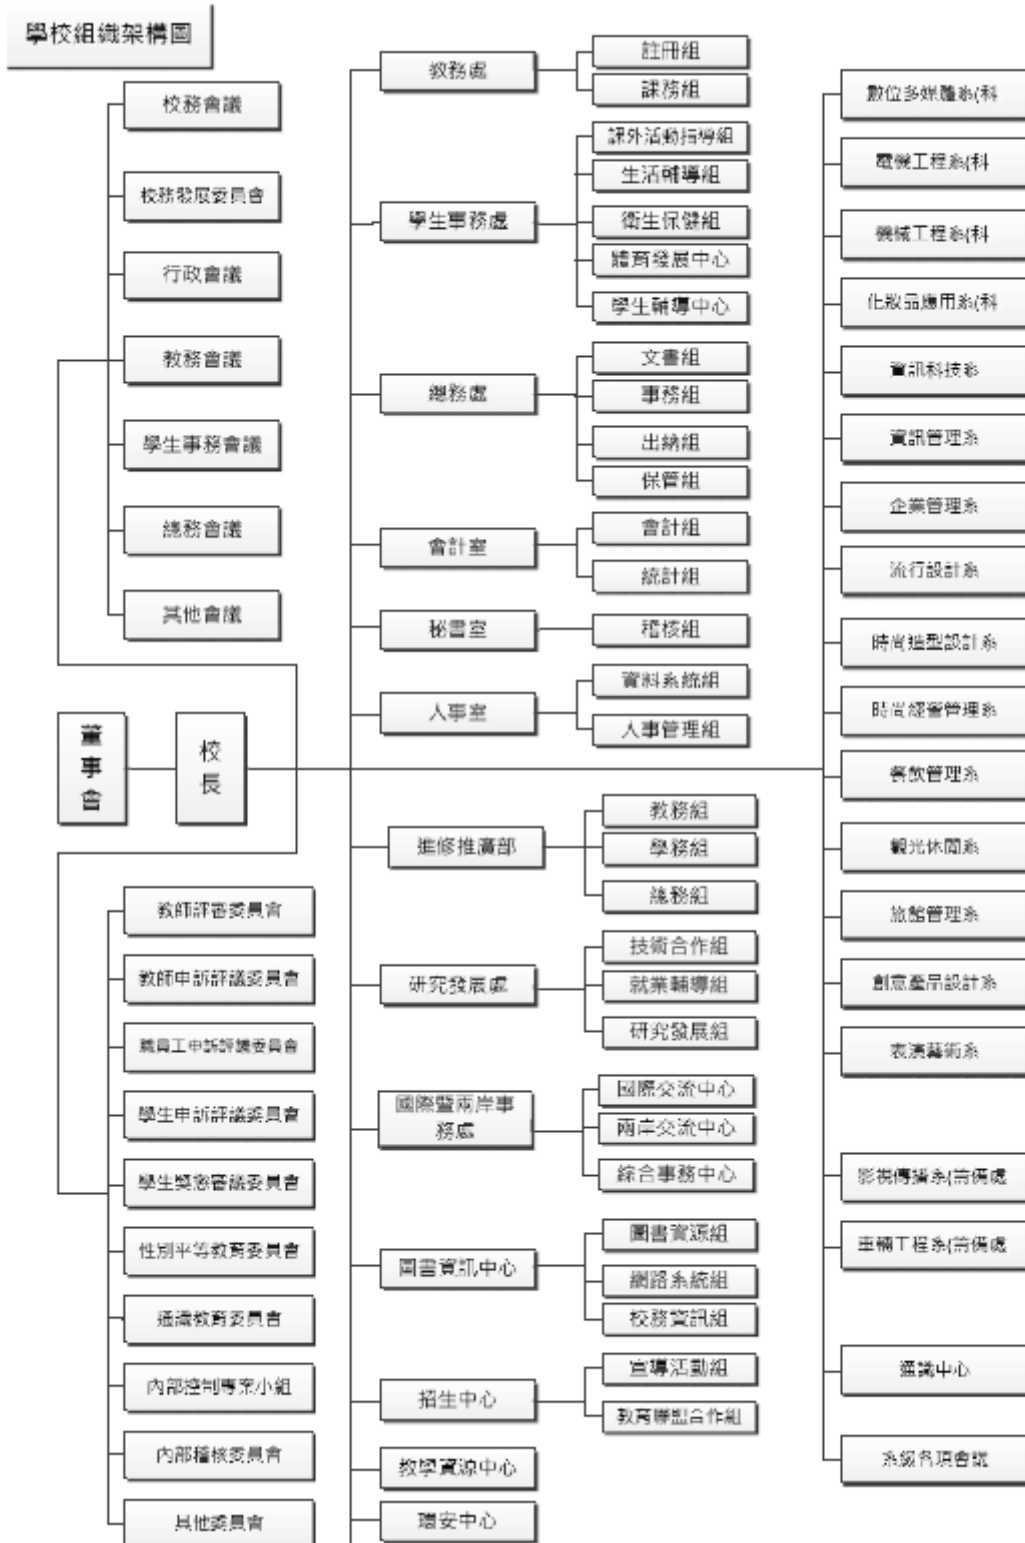 學校組織架構圖
校務會議
校務發展委員會
行政會議
教務會議
學生事務會議
總務會議
其他會議
董
事
會
校
長
教師評審委員會
教師申訴評議委員會
職員工申訴評議委員會
學生申訴評議委員會
學生獎懲審議委員會
性別平等教育委員會
通識教育委員會
內部控制專案小組
內部稽核委員會
其他委員會
教務處
註冊組
課務組
學生事務處
課外活動指導組
生活輔導組
衛生保健組
體育發展中心
學生輔導中心
總務處
文書組
事務組
出納組
保管組
會計室
會計組
統計組
秘書室
稽核組
人事室
資料系統組
人事管理組
進修推廣部
教務組
學務組
總務組
研究發展處
技術合作組
就業輔導組
研究發展組
國際暨兩岸事
務處
國際交流中心
兩岸交流中心
綜合事務中心
圖書資訊中心
圖書資源組
網路系統組
校務資訊組
招生中心
宣導活動組
教育聯盟合作組
教學資源中心
環安中心
數位多媒體系(科
電機工程系(科
機械工程系(科
化妝品應用系(科
資訊科技系
資訊管理系
企業管理系
流行設計系
時尚造型設計系
時尚經營管理系
餐飲管理系
觀光休閒系
旅館管理系
創意產品設計系
表演藝術系
影視傳播系(籌備處
車輛工程系(籌備處
通識中心
系級各項會議